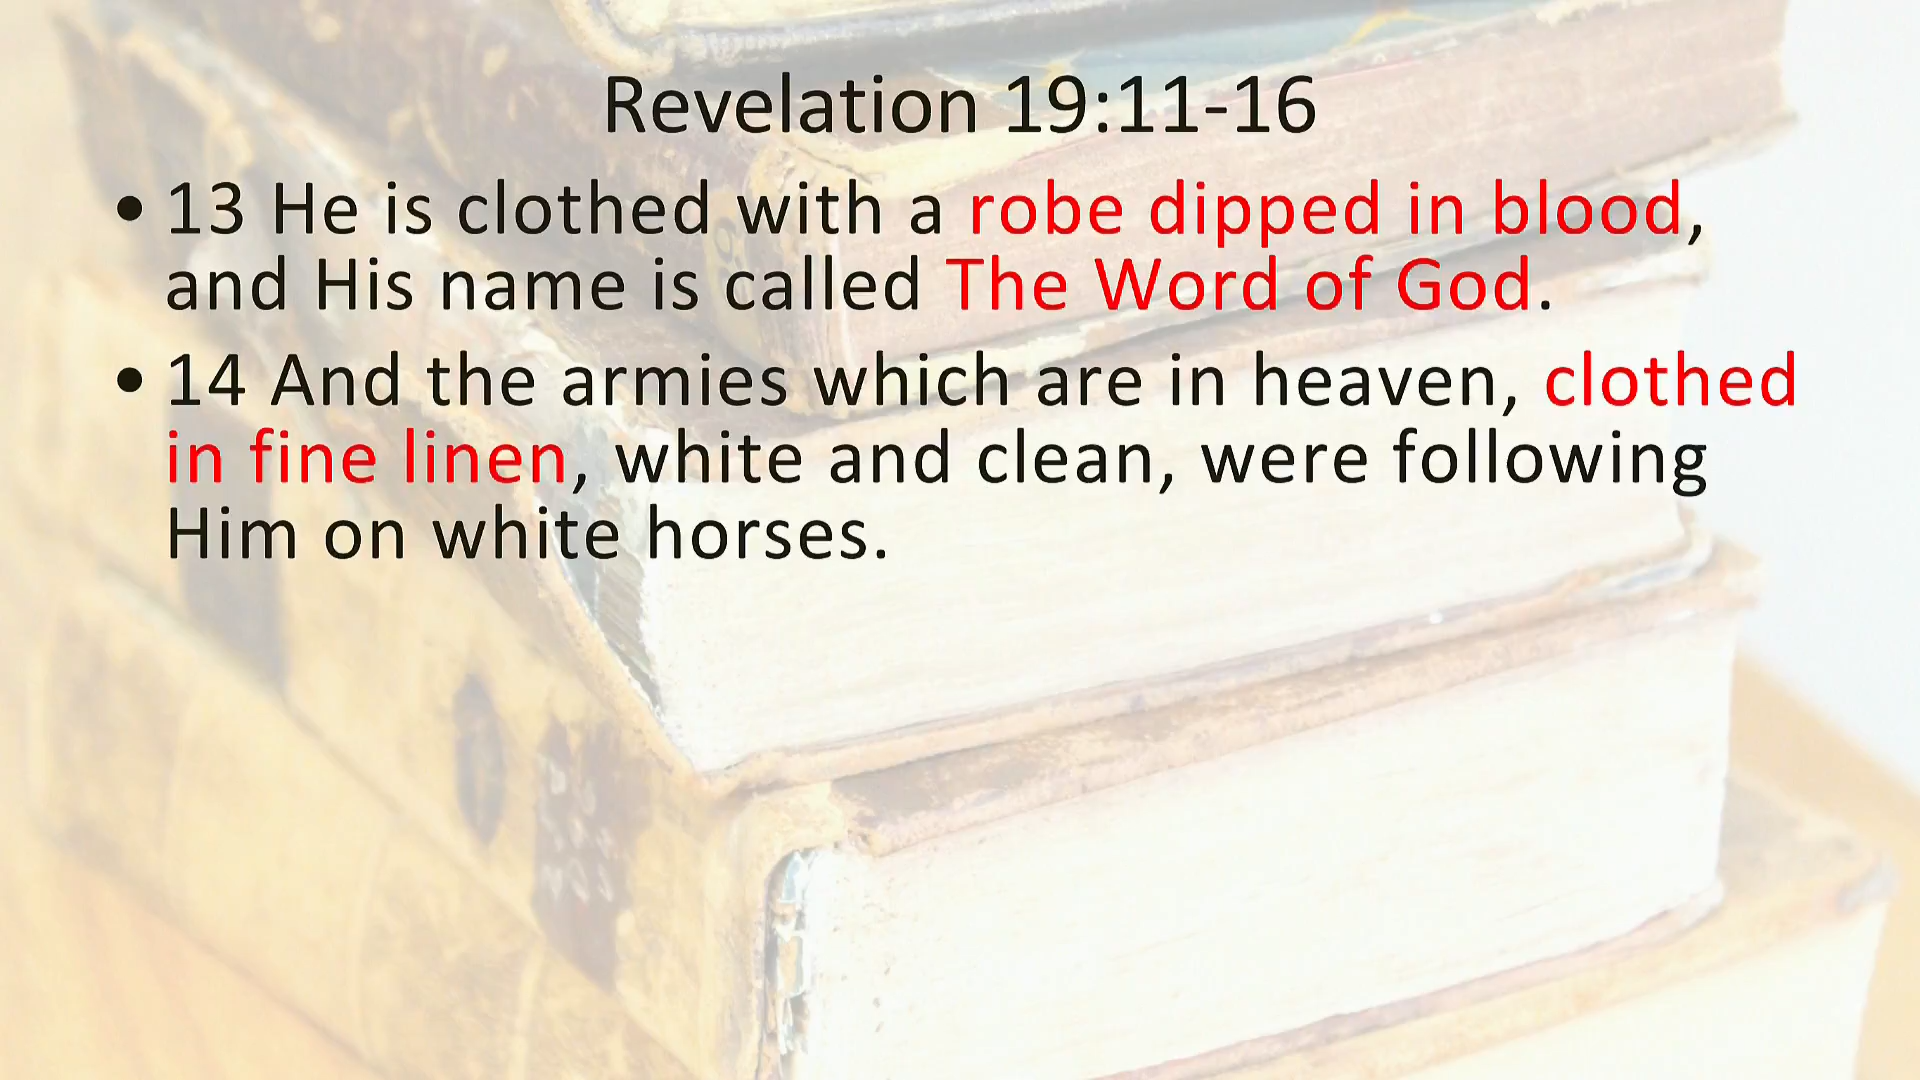 Revelation 19:11-16
• 13 He is clothed with a robe dipped in blood,
and His name is called The Word of God.
• 14 And the armies which are in heaven, clothed
in fine linen, white and clean, were following
Him on white horses.